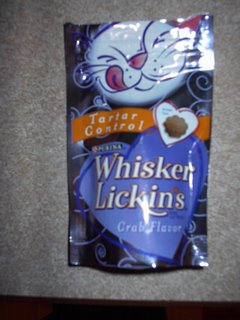 Tartar
Control
PURINA
Whisker
Lickin's
Crab Flavor